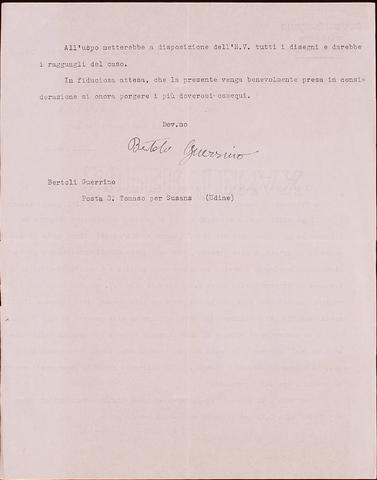 All'uopo metterebbe a disposizione dell'E.V. tutti i disegni e darebbe
i ragguagli del caso.
In fiduciosa attesa, che la presente venga benevolmente presa in consi-
derazione si onora porgere i più doverosi ossequi.
Dev.mo
Bertoli Guerrino
Bertoli Guerrino
Posta S. Tomaso per Susans (Udine)